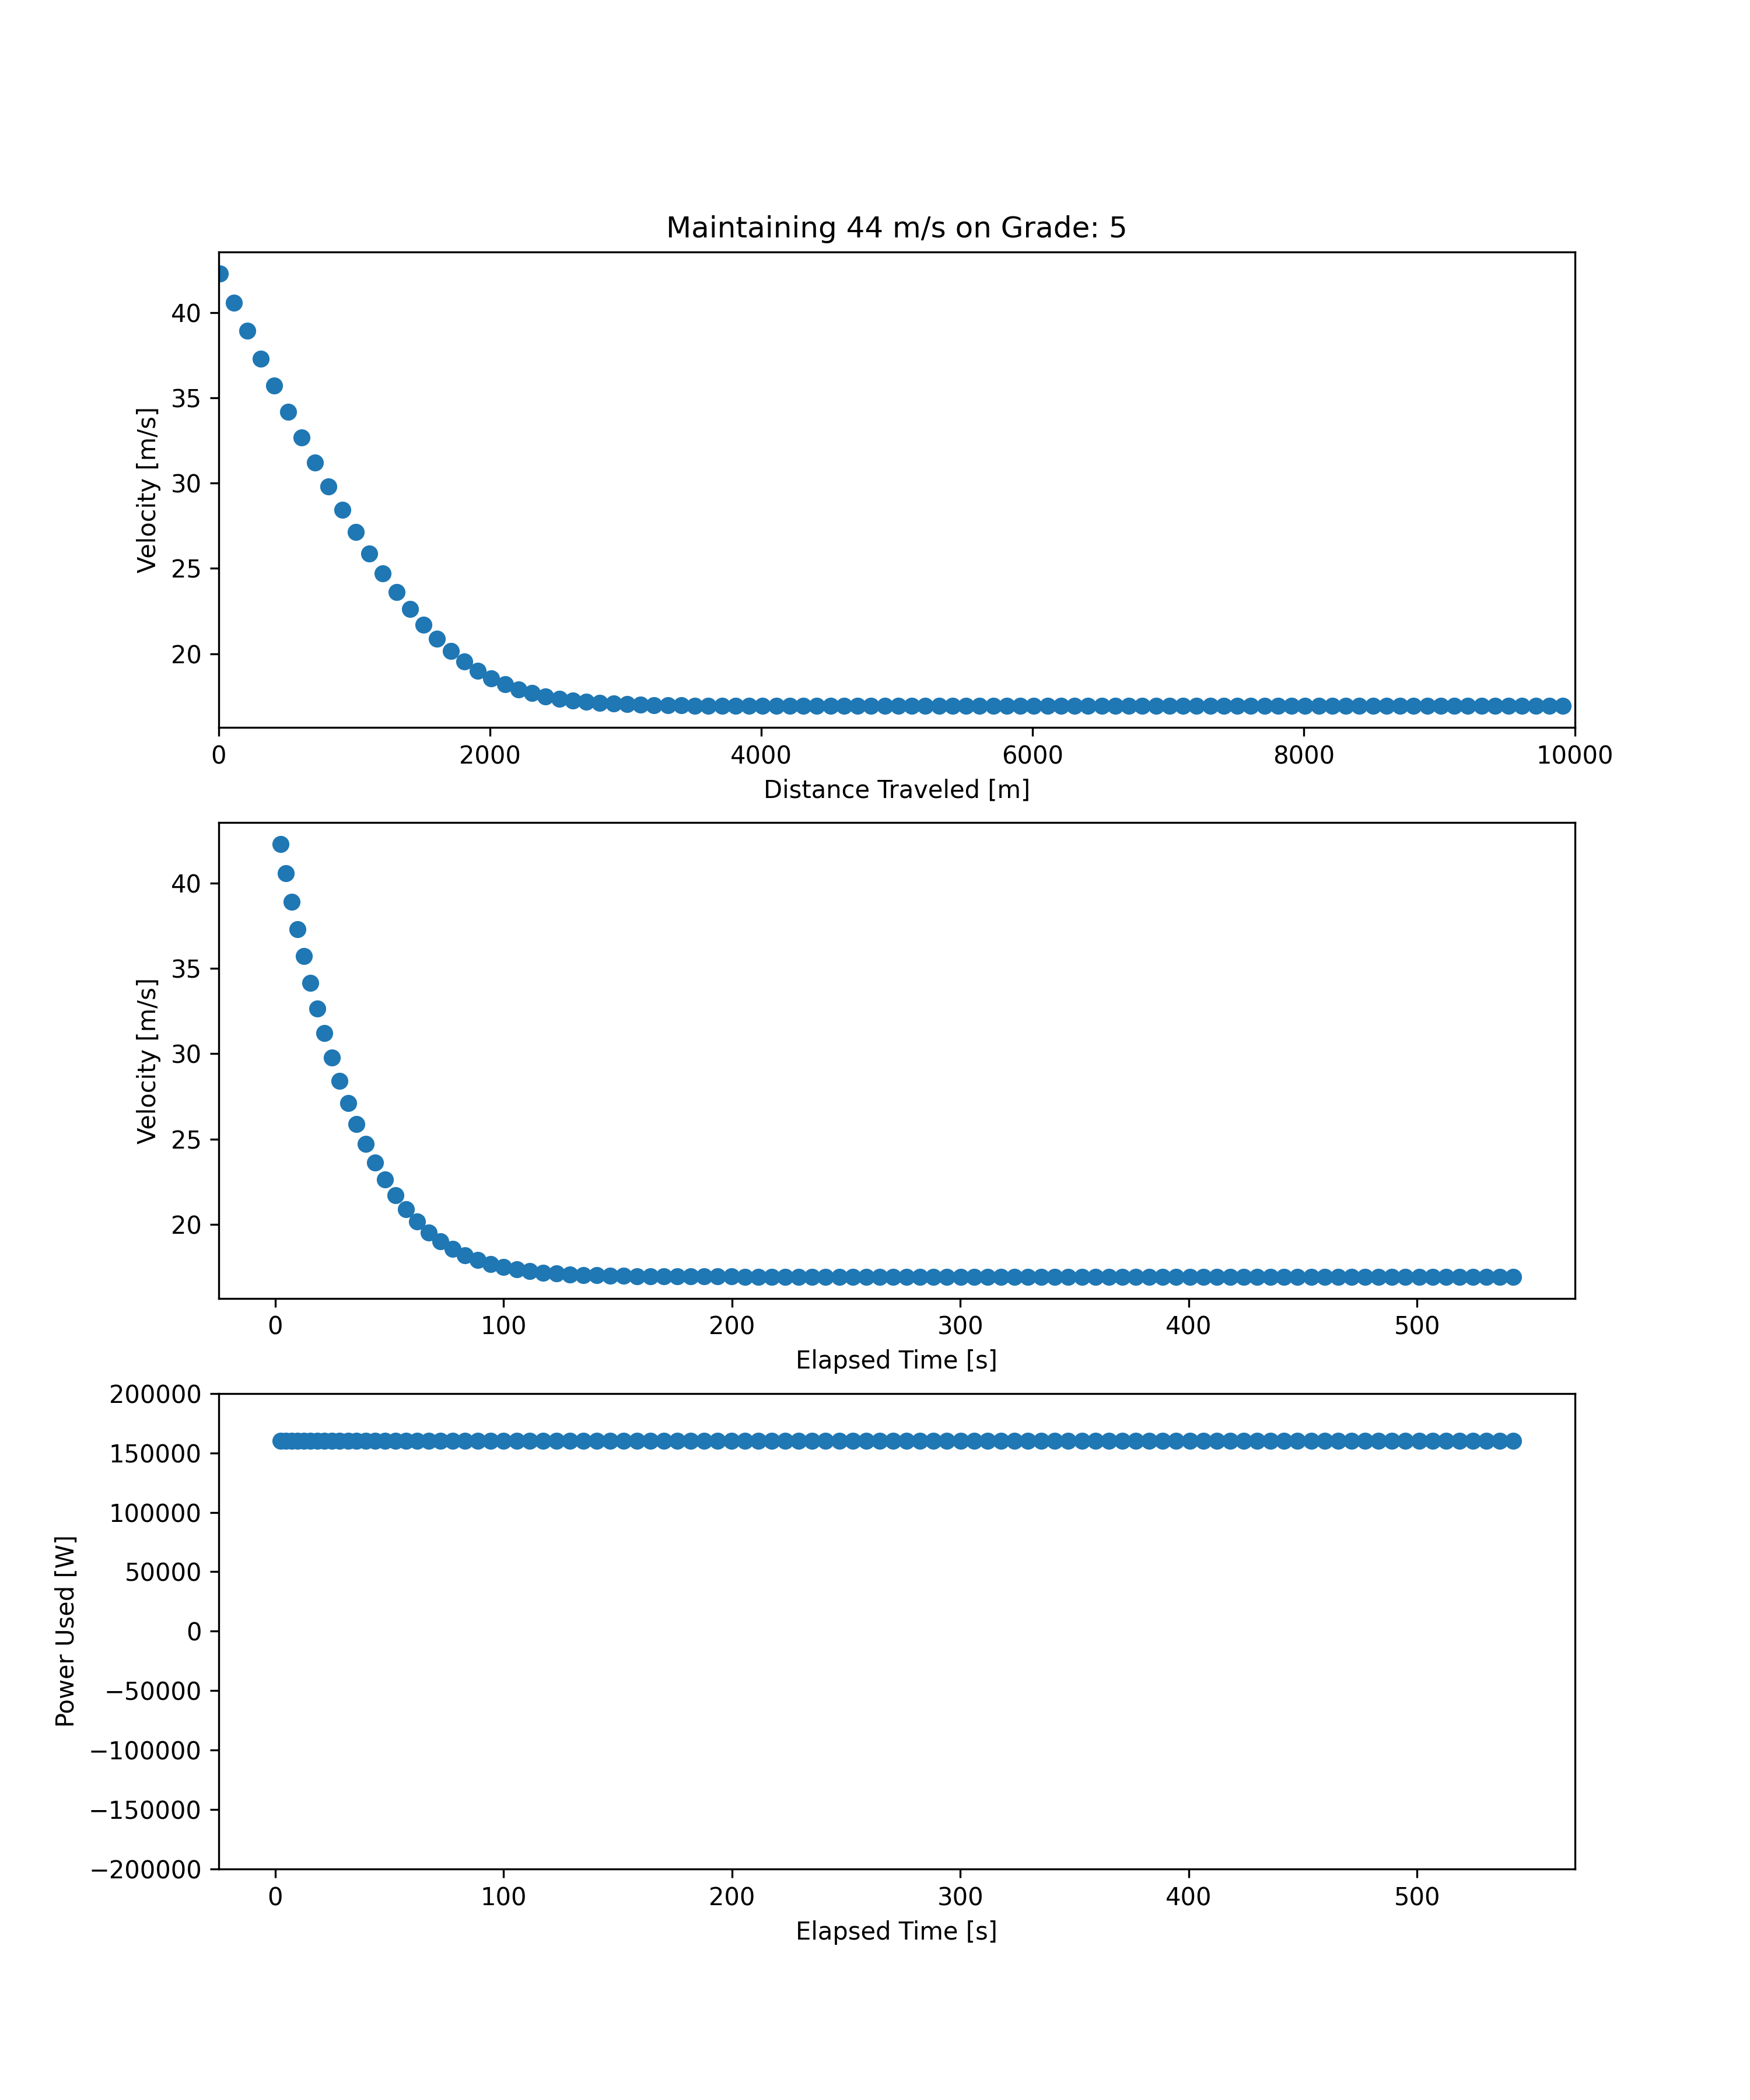 Maintaining 44 m/s on Grade: 5
40
35
30
25
20
Velocity [m/s]
0 2000 4000 6000 8000 10000
Distance Traveled [m]
40
35
30
25
20
Velocity [m/s]
0 100 200 300 400 500
Elapsed Time [s]
200000
150000
100000
50000
0
−50000
−100000
−150000
−200000
Power Used [W]
0 100 200 300 400 500
Elapsed Time [s]